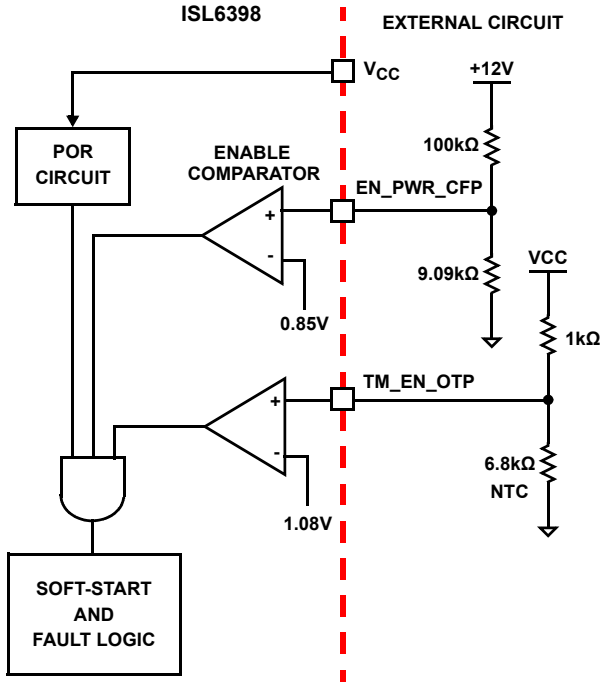 ISL6398
EXTERNAL CIRCUIT
VCC
+12V
POR
CIRCUIT
ENABLE
COMPARATOR
100kΩ
EN_PWR_CFP
+
-
0.85V
9.09kΩ
VCC
1kΩ
TM_EN_OTP
+
-
1.08V
6.8kΩ
NTC
SOFT-START
AND
FAULT LOGIC